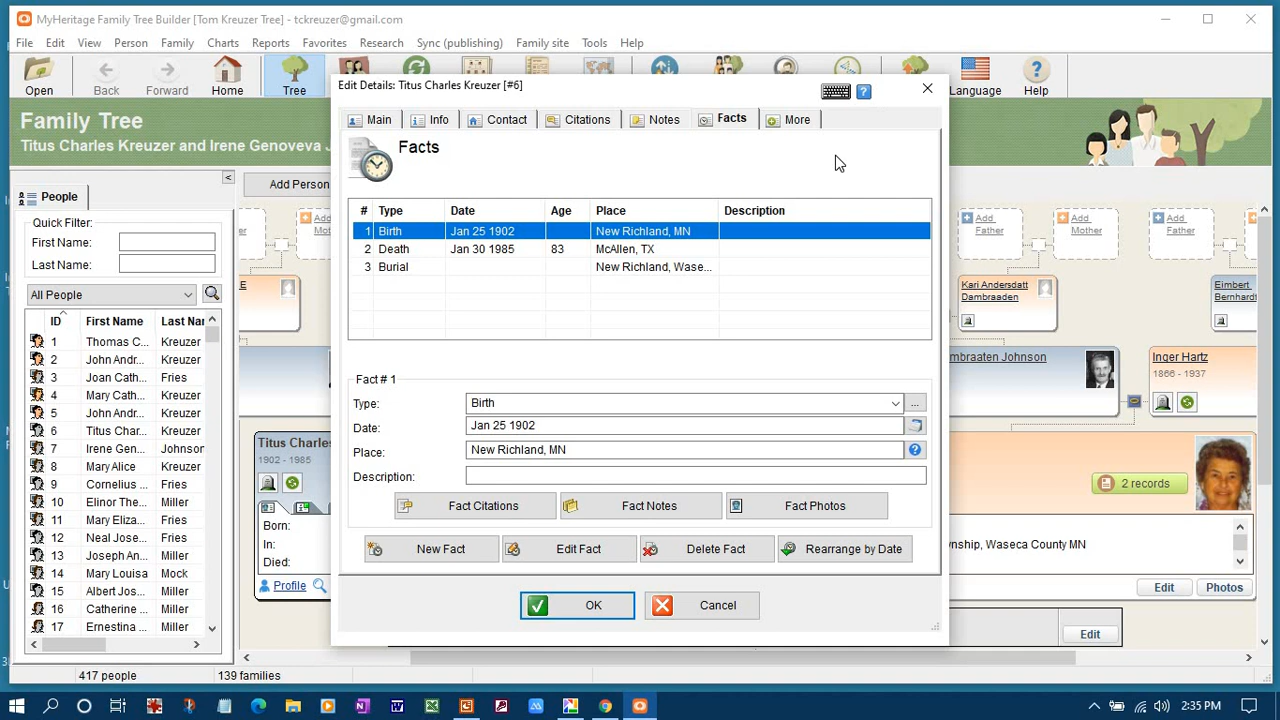 MyHeritage Family Tree Builder [Tom Kreuzer Tree] - tckreuzer@gmail.com
File Edit View Person Family Charts Reports Favorites Research Sync (publishing) Family site Tools Help
Open Back Forward Home Tree Language Help
Family Tree
Titus Charles Kreuzer and Irene Genoveva J
Edit Details: Titus Charles Kreuzer [#6]
Main Info Contact Citations Notes Facts More
Facts
# Type Date Age Place Description
1 Birth Jan 25 1902 New Richland, MN
2 Death Jan 30 1985 83 McAllen, TX
3 Burial New Richland, Wase...
Fact # 1
Type: Birth ...
Date: Jan 25 1902
Place: New Richland, MN
Description:
Fact Citations Fact Notes Fact Photos
New Fact Edit Fact Delete Fact Rearrange by Date
OK Cancel
<
People
Quick Filter:
First Name:
Last Name:
All People
ID First Name Last Nar
1 Thomas C... Kreuzer
2 John Andr... Kreuzer
3 Joan Cath... Fries
4 Mary Cath... Kreuzer
5 John Andr... Kreuzer
6 Titus Char... Kreuzer
7 Irene Gen... Johnson
8 Mary Alice Kreuzer
9 Cornelius ... Kreuzer
10 Elinor The... Miller
11 Mary Eliza... Fries
12 Neal Jose... Fries
13 Joseph An... Miller
14 Mary Louisa Mock
15 Albert Jos... Miller
16 Catherine ... Miller
17 Ernestina ... Miller
Add Person
Add
Add
Father
Add
Mother
Add
Father
Kari Andersdatt
Dambraaden
Eimbert
Bernhardt
mbraaten Johnson
Inger Hartz
1866 - 1937
Titus Charles
1902 - 1985
Born:
In:
Died:
Profile
2 records
nship, Waseca County MN
Edit Photos
Edit
417 people 139 families
2:35 PM